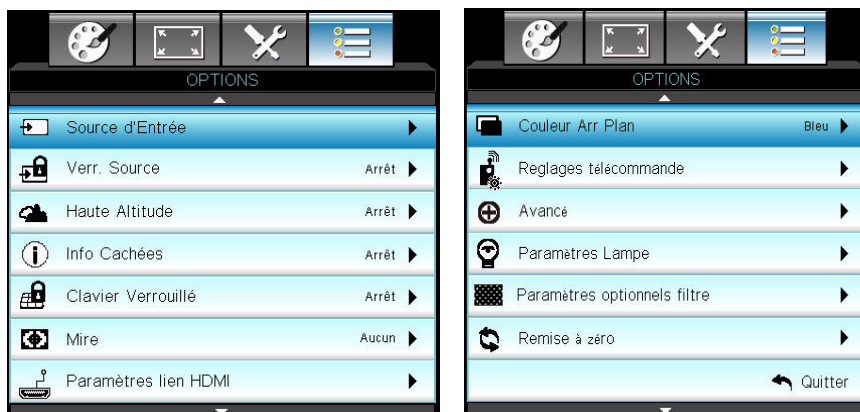 OPTIONS
Source d'Entrée
Verr. Source Arrêt
Haute Altitude Arrêt
Info Cachées Arrêt
Clavier Verrouillé Arrêt
Mire Aucun
Paramètres lien HDMI
OPTIONS
Couleur Arr Plan Bleu
Reglages télécommande
Avancé
Paramètres Lampe
Paramètres optionnels filtre
Remise à zéro
Quitter